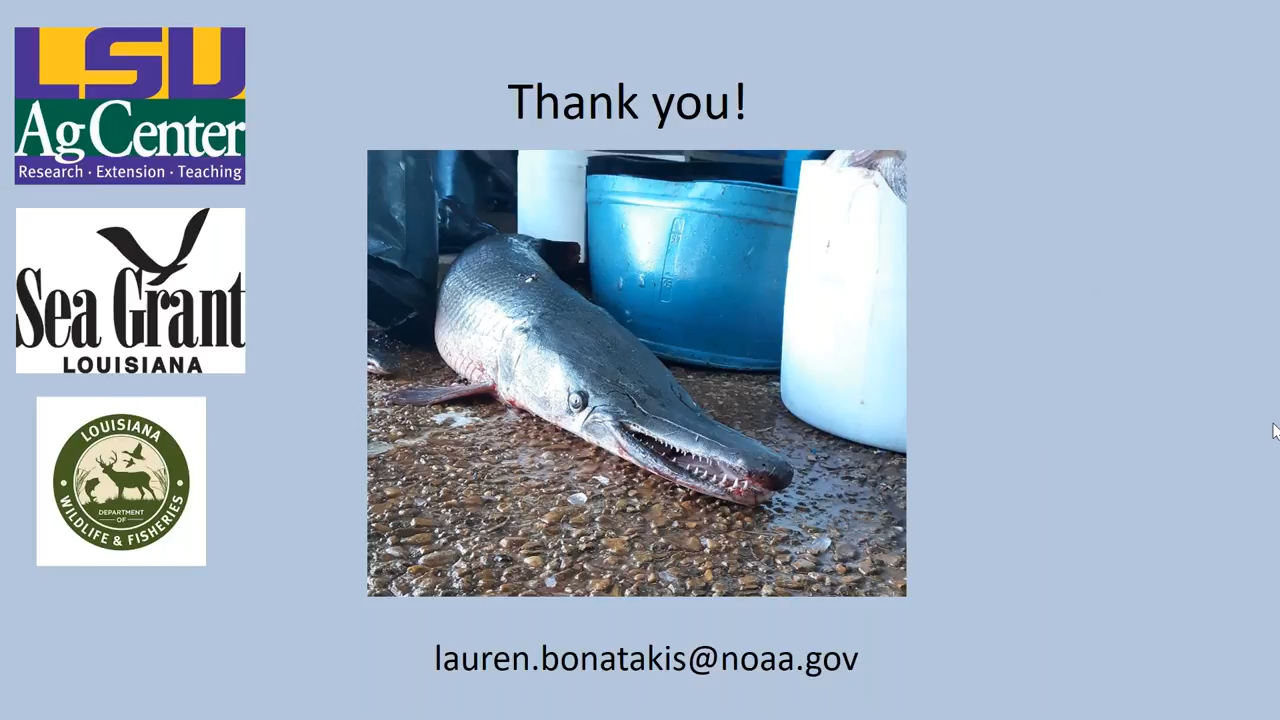 LSU
AgCenter
Research · Extension · Teaching
Sea Grant
LOUISIANA
LOUISIANA
DEPARTMENT
OF
WILDLIFE & FISHERIES
Thank you!
lauren.bonatakis@noaa.gov